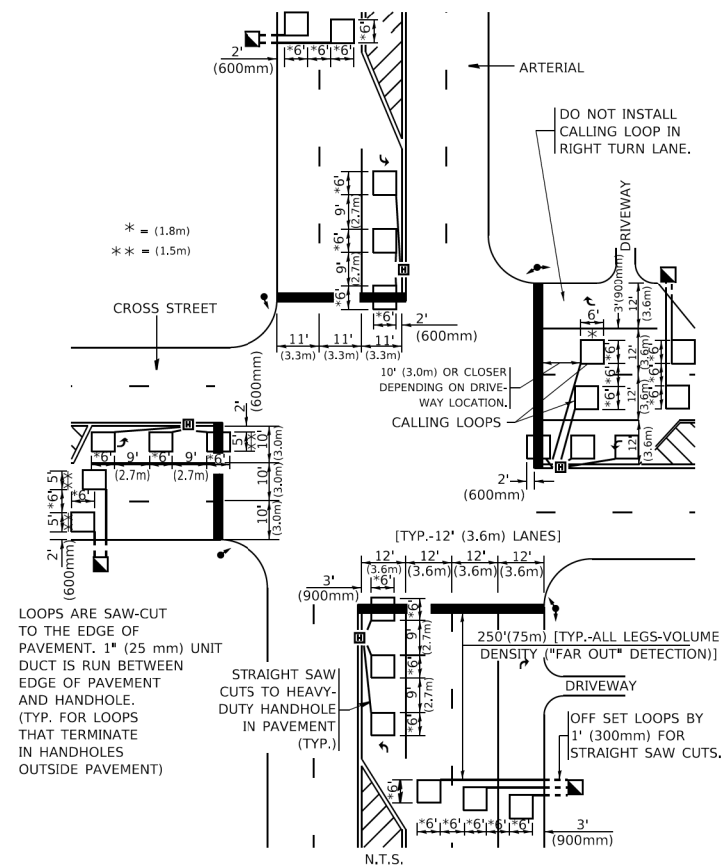 2'
(600mm)
*6' *6' *6'
*6'
ARTERIAL
DO NOT INSTALL
CALLING LOOP IN
RIGHT TURN LANE.
DRIVEWAY
* = (1.8m)
** = (1.5m)
*6'
9'
(2.7m)
*6'
9'
(2.7m)
*6'
*6'
2'
(600mm)
11' 11' 11'
(3.3m) (3.3m) (3.3m)
CROSS STREET
3'(900mm)
12'
(3.6m)
6'
*
*6'
*6'
*6'
12'
(3.6m)
12'
(3.6m)
12'
(3.6m)
*6'
*6'
*6'
10' (3.0m) OR CLOSER
DEPENDING ON DRIVE-
WAY LOCATION.
CALLING LOOPS
2'
(600mm)
2'
(600mm)
5'
**
10'
(3.0m)
10'
(3.0m)
10'
(3.0m)
*6' 9' *6' 9' *6'
(2.7m) (2.7m)
5'
**
*6'
*6'
5'
**
2'
(600mm)
H
H
H
H
[TYP.-12' (3.6m) LANES]
12' 12' 12' 12'
(3.6m) (3.6m) (3.6m) (3.6m)
3'
(900mm)
*6'
*6'
9'
(2.7m)
*6'
9'
(2.7m)
*6'
250'(75m) [TYP.-ALL LEGS-VOLUME
DENSITY ("FAR OUT" DETECTION)]
DRIVEWAY
LOOPS ARE SAW-CUT
TO THE EDGE OF
PAVEMENT. 1" (25 mm) UNIT
DUCT IS RUN BETWEEN
EDGE OF PAVEMENT
AND HANDHOLE.
(TYP. FOR LOOPS
THAT TERMINATE
IN HANDHOLES
OUTSIDE PAVEMENT)
STRAIGHT SAW
CUTS TO HEAVY-
DUTY HANDHOLE
IN PAVEMENT
(TYP.)
OFF SET LOOPS BY
1' (300mm) FOR
STRAIGHT SAW CUTS.
*6'
*6' *6' *6' *6' *6'
3'
(900mm)
N.T.S.